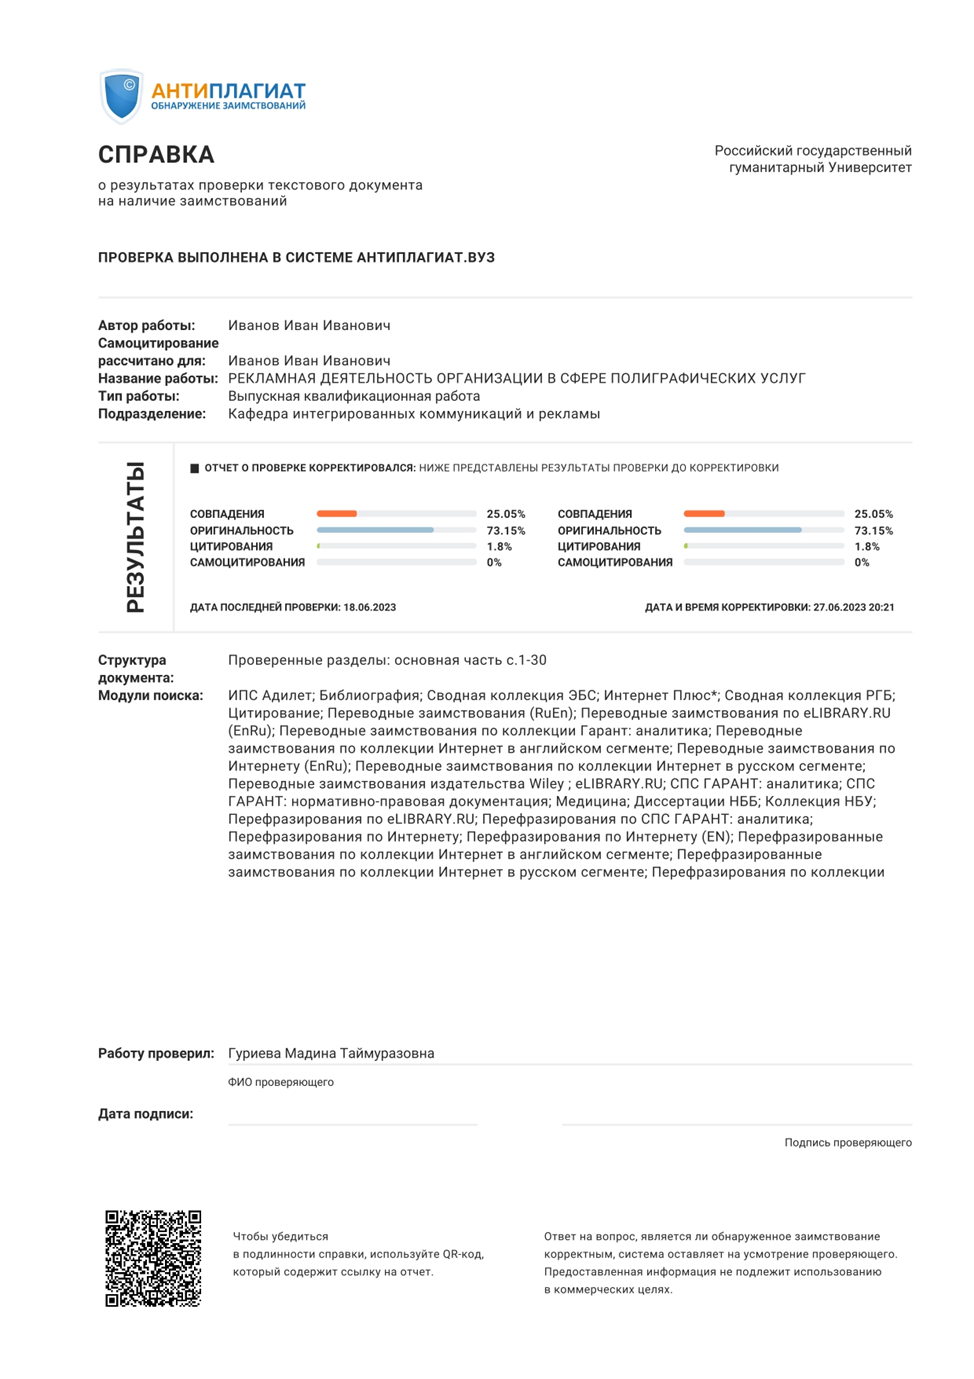 ©
АНТИПЛАГИАТ
ОБНАРУЖЕНИЕ ЗАИМСТВОВАНИЙ
СПРАВКА
о результатах проверки текстового документа
на наличие заимствований
Российский государственный
гуманитарный Университет
ПРОВЕРКА ВЫПОЛНЕНА В СИСТЕМЕ АНТИПЛАГИАТ.ВУЗ
Автор работы: Иванов Иван Иванович
Самоцитирование
рассчитано для: Иванов Иван Иванович
Название работы: РЕКЛАМНАЯ ДЕЯТЕЛЬНОСТЬ ОРГАНИЗАЦИИ В СФЕРЕ ПОЛИГРАФИЧЕСКИХ УСЛУГ
Тип работы: Выпускная квалификационная работа
Подразделение: Кафедра интегрированных коммуникаций и рекламы
РЕЗУЛЬТАТЫ
ОТЧЕТ О ПРОВЕРКЕ КОРРЕКТИРОВАЛСЯ: НИЖЕ ПРЕДСТАВЛЕНЫ РЕЗУЛЬТАТЫ ПРОВЕРКИ ДО КОРРЕКТИРОВКИ
СОВПАДЕНИЯ 25.05%
ОРИГИНАЛЬНОСТЬ 73.15%
ЦИТИРОВАНИЯ 1.8%
САМОЦИТИРОВАНИЯ 0%
СОВПАДЕНИЯ 25.05%
ОРИГИНАЛЬНОСТЬ 73.15%
ЦИТИРОВАНИЯ 1.8%
САМОЦИТИРОВАНИЯ 0%
ДАТА ПОСЛЕДНЕЙ ПРОВЕРКИ: 18.06.2023
ДАТА И ВРЕМЯ КОРРЕКТИРОВКИ: 27.06.2023 20:21
Структура
документа:
Проверенные разделы: основная часть с.1-30
Модули поиска: ИПС Адилет; Библиография; Сводная коллекция ЭБС; Интернет Плюс*; Сводная коллекция РГБ;
Цитирование; Переводные заимствования (RuEn); Переводные заимствования по eLIBRARY.RU
(EnRu); Переводные заимствования по коллекции Гарант: аналитика; Переводные
заимствования по коллекции Интернет в английском сегменте; Переводные заимствования по
Интернету (EnRu); Переводные заимствования по коллекции Интернет в русском сегменте;
Переводные заимствования издательства Wiley ; eLIBRARY.RU; СПС ГАРАНТ: аналитика; СПС
ГАРАНТ: нормативно-правовая документация; Медицина; Диссертации НББ; Коллекция НБУ;
Перефразирования по eLIBRARY.RU; Перефразирования по СПС ГАРАНТ: аналитика;
Перефразирования по Интернету; Перефразирования по Интернету (EN); Перефразированные
заимствования по коллекции Интернет в английском сегменте; Перефразированные
заимствования по коллекции Интернет в русском сегменте; Перефразирования по коллекции
Работу проверил: Гуриева Мадина Таймуразовна
ФИО проверяющего
Дата подписи:
Подпись проверяющего
Чтобы убедиться
в подлинности справки, используйте QR-код,
который содержит ссылку на отчет.
Ответ на вопрос, является ли обнаруженное заимствование
корректным, система оставляет на усмотрение проверяющего.
Предоставленная информация не подлежит использованию
в коммерческих целях.